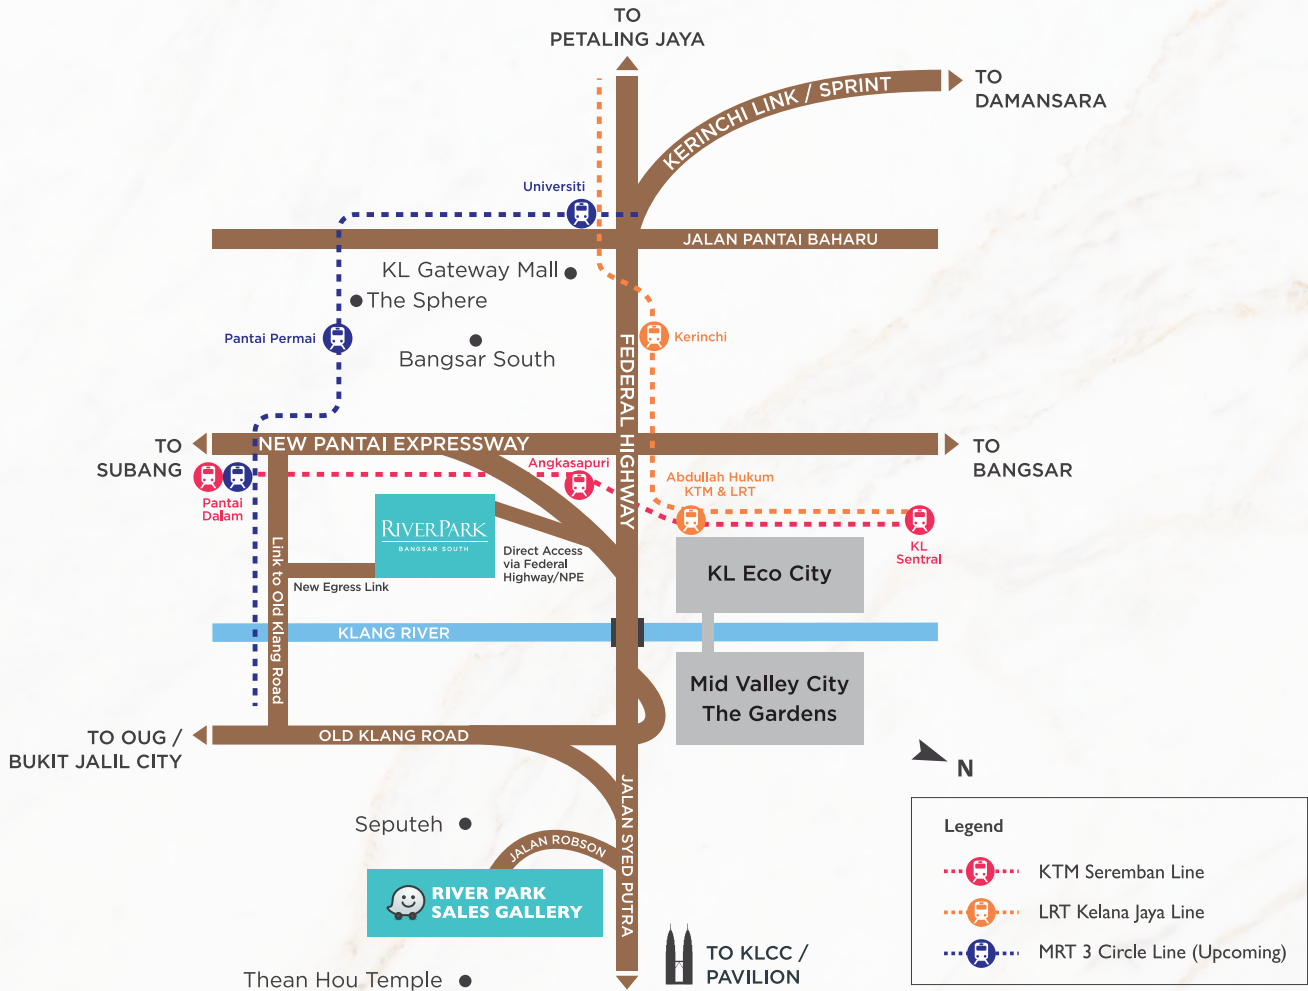 TO
PETALING JAYA
KERINCHI LINK / SPRINT
TO
DAMANSARA
Universiti
JALAN PANTAI BAHARU
KL Gateway Mall
The Sphere
Pantai Permai
Bangsar South
Kerinchi
FEDERAL HIGHWAY
TO
SUBANG
NEW PANTAI EXPRESSWAY
TO
BANGSAR
Angkasapuri
Abdullah Hukum
KTM & LRT
Pantai
Dalam
RIVERPARK
BANGSAR SOUTH
Direct Access
via Federal
Highway/NPE
KL
Sentral
KL Eco City
Link to Old Klang Road
New Egress Link
KLANG RIVER
Mid Valley City
The Gardens
TO OUG /
BUKIT JALIL CITY
OLD KLANG ROAD
N
JALAN SYED PUTRA
Seputeh
JALAN ROBSON
RIVER PARK
SALES GALLERY
Thean Hou Temple
TO KLCC /
PAVILION
Legend
KTM Seremban Line
LRT Kelana Jaya Line
MRT 3 Circle Line (Upcoming)